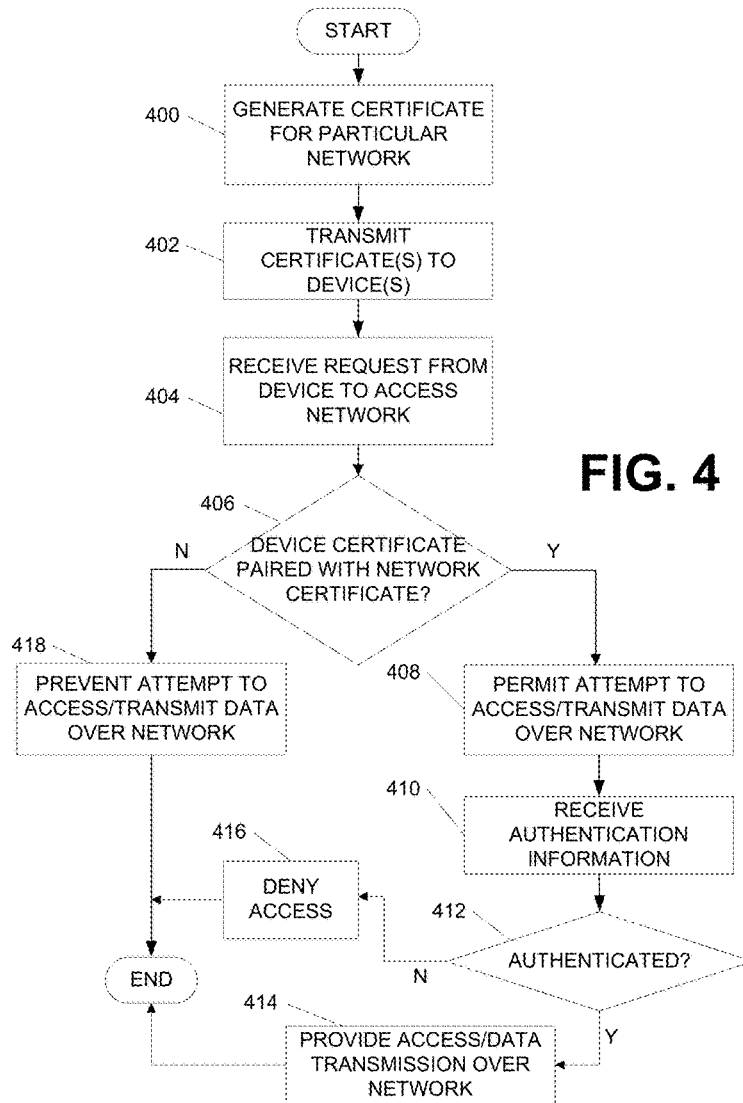 START
400
GENERATE CERTIFICATE
FOR PARTICULAR
NETWORK
402
TRANSMIT
CERTIFICATE(S) TO
DEVICE(S)
404
RECEIVE REQUEST FROM
DEVICE TO ACCESS
NETWORK
FIG. 4
406
DEVICE CERTIFICATE
PAIRED WITH NETWORK
CERTIFICATE?
N
Y
418
PREVENT ATTEMPT TO
ACCESS/TRANSMIT DATA
OVER NETWORK
408
PERMIT ATTEMPT TO
ACCESS/TRANSMIT DATA
OVER NETWORK
410
RECEIVE
AUTHENTICATION
INFORMATION
416
DENY
ACCESS
412
AUTHENTICATED?
N
Y
END
414
PROVIDE ACCESS/DATA
TRANSMISSION OVER
NETWORK